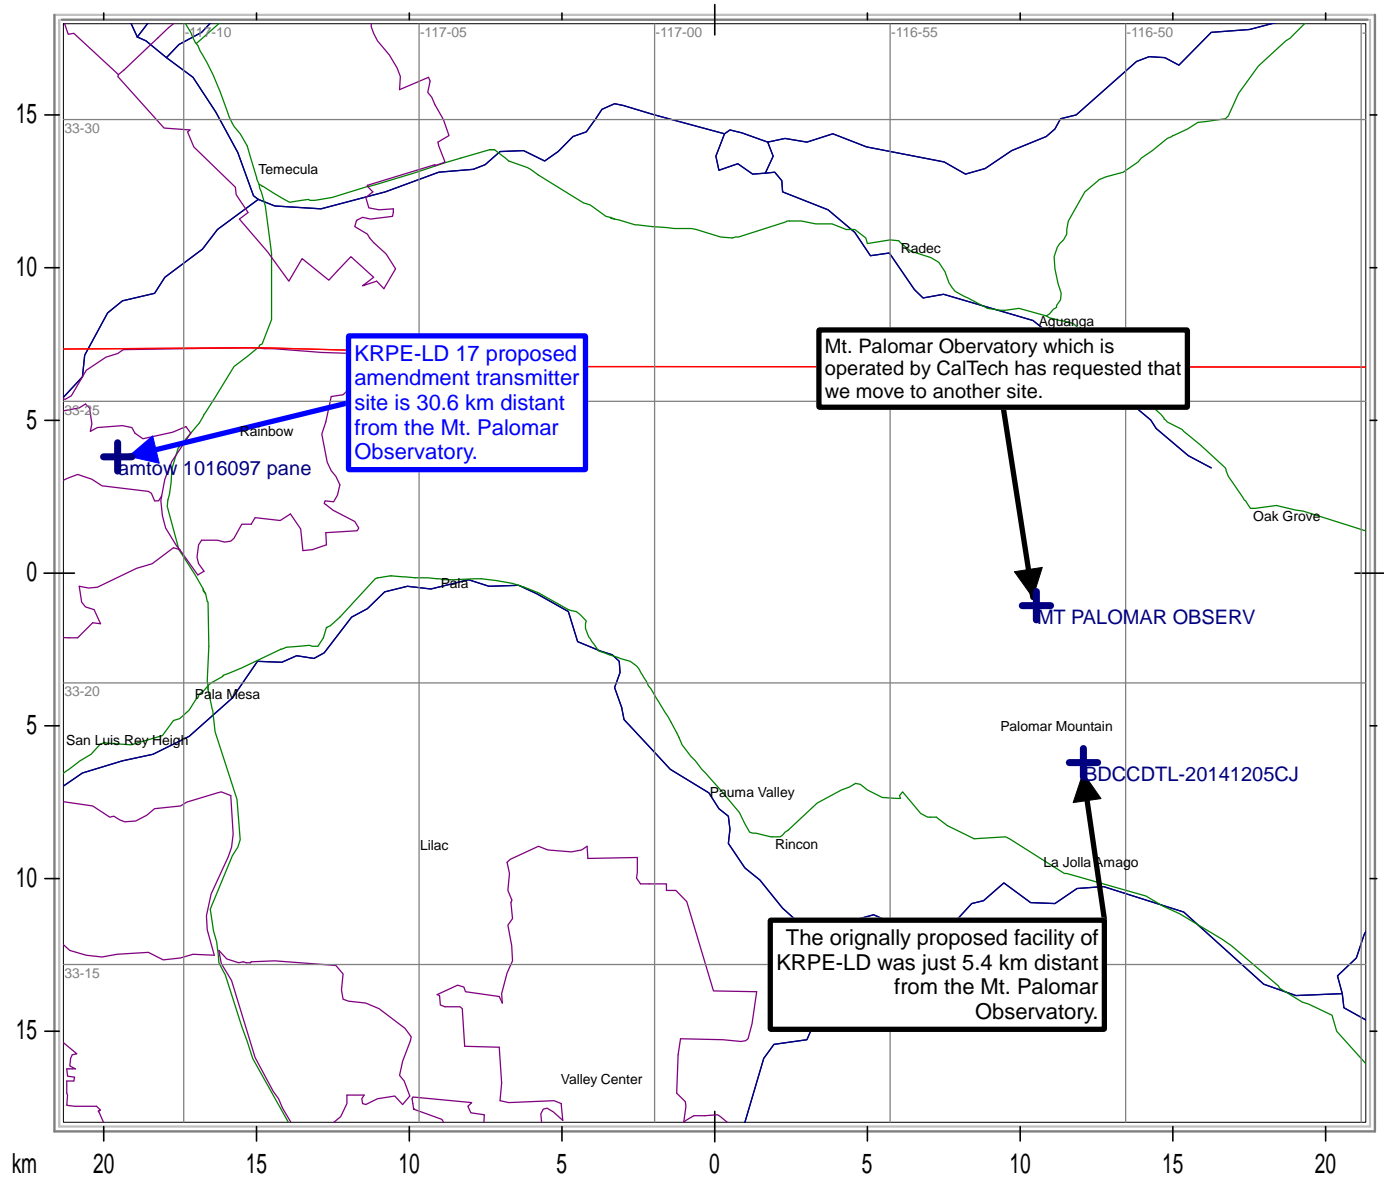 -117-10
-117-05
-117-00
-116-55
-116-50
15
33-30
Temecula
10
Radec
Aguanga
KRPE-LD 17 proposed
amendment transmitter
site is 30.6 km distant
from the Mt. Palomar
Observatory.
Mt. Palomar Obervatory which is
operated by CalTech has requested that
we move to another site.
5
33-25
Rainbow
amtow 1016097 pane
Oak Grove
0
Pala
MT PALOMAR OBSERV
33-20
Pala Mesa
5
San Luis Rey Heigh
Palomar Mountain
BDCCDTL-20141205CJ
Pauma Valley
Lilac
Rincon
La Jolla Amago
10
The orignally proposed facility of
KRPE-LD was just 5.4 km distant
from the Mt. Palomar
Observatory.
33-15
15
Valley Center
km
20
15
10
5
0
5
10
15
20